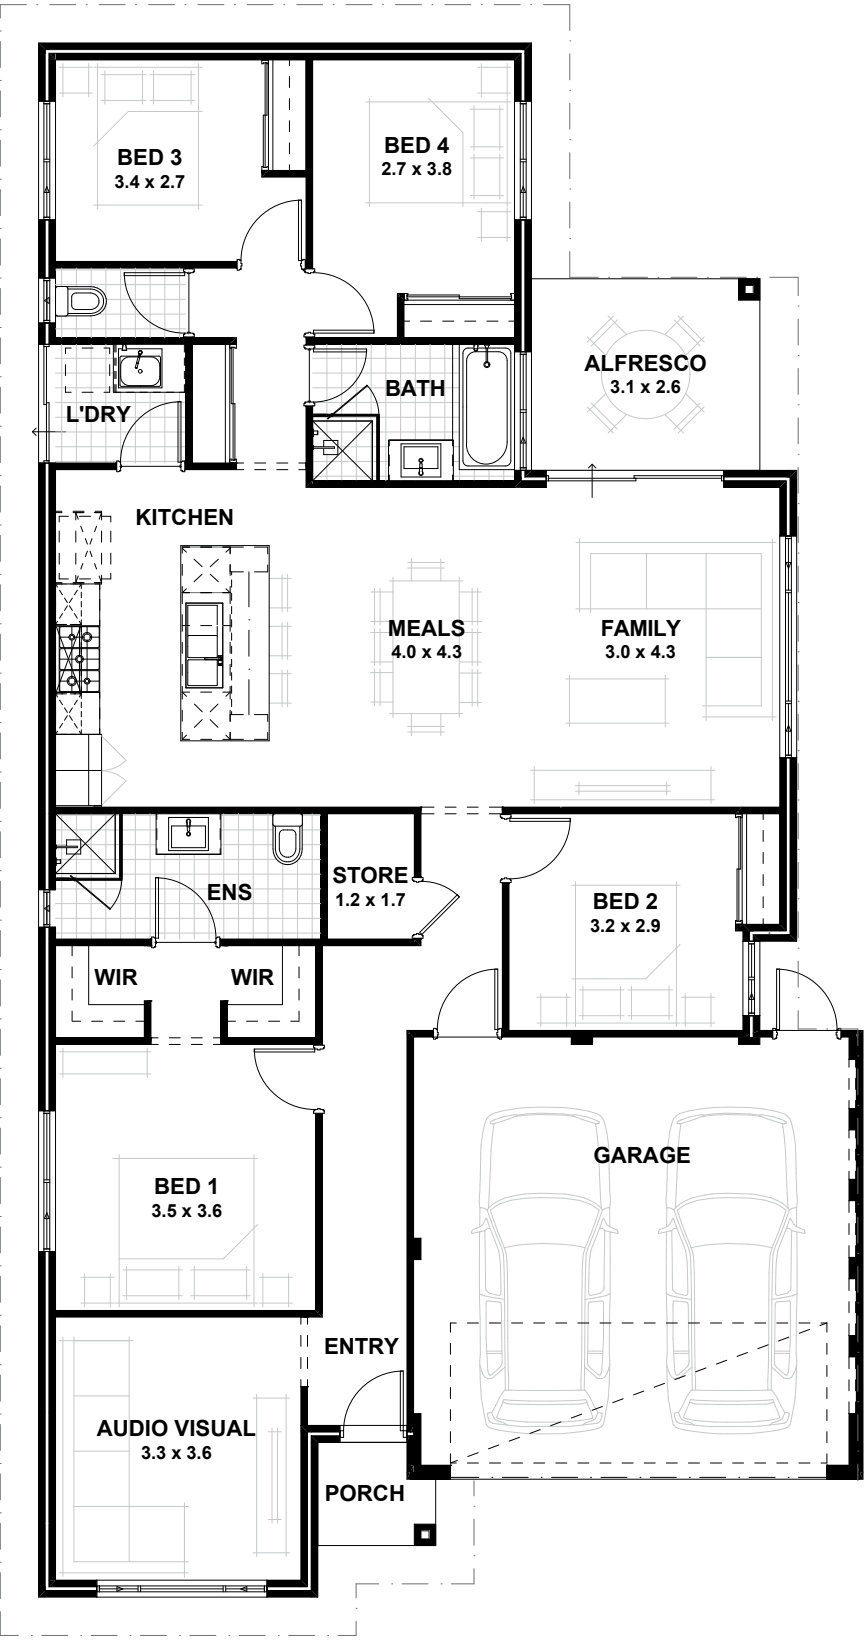 BED 3
3.4 x 2.7
BED 4
2.7 x 3.8
ALFRESCO
3.1 x 2.6
BATH
L'DRY
KITCHEN
MEALS
4.0 x 4.3
FAMILY
3.0 x 4.3
STORE
1.2 x 1.7
ENS
BED 2
3.2 x 2.9
WIR
WIR
GARAGE
BED 1
3.5 x 3.6
ENTRY
AUDIO VISUAL
3.3 x 3.6
PORCH